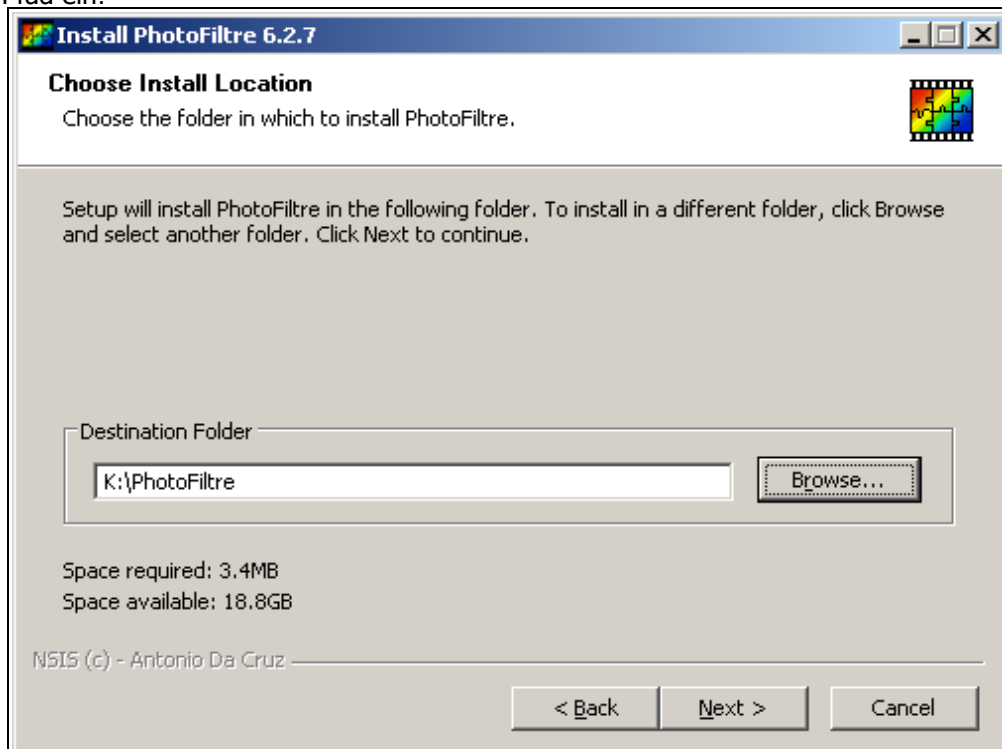 Install PhotoFiltre 6.2.7
Choose Install Location
Choose the folder in which to install PhotoFiltre.
Setup will install PhotoFiltre in the following folder. To install in a different folder, click Browse
and select another folder. Click Next to continue.
Destination Folder
K:\PhotoFiltre
Browse...
Space required: 3.4MB
Space available: 18.8GB
NSIS (c) - Antonio Da Cruz
< Back Next > Cancel